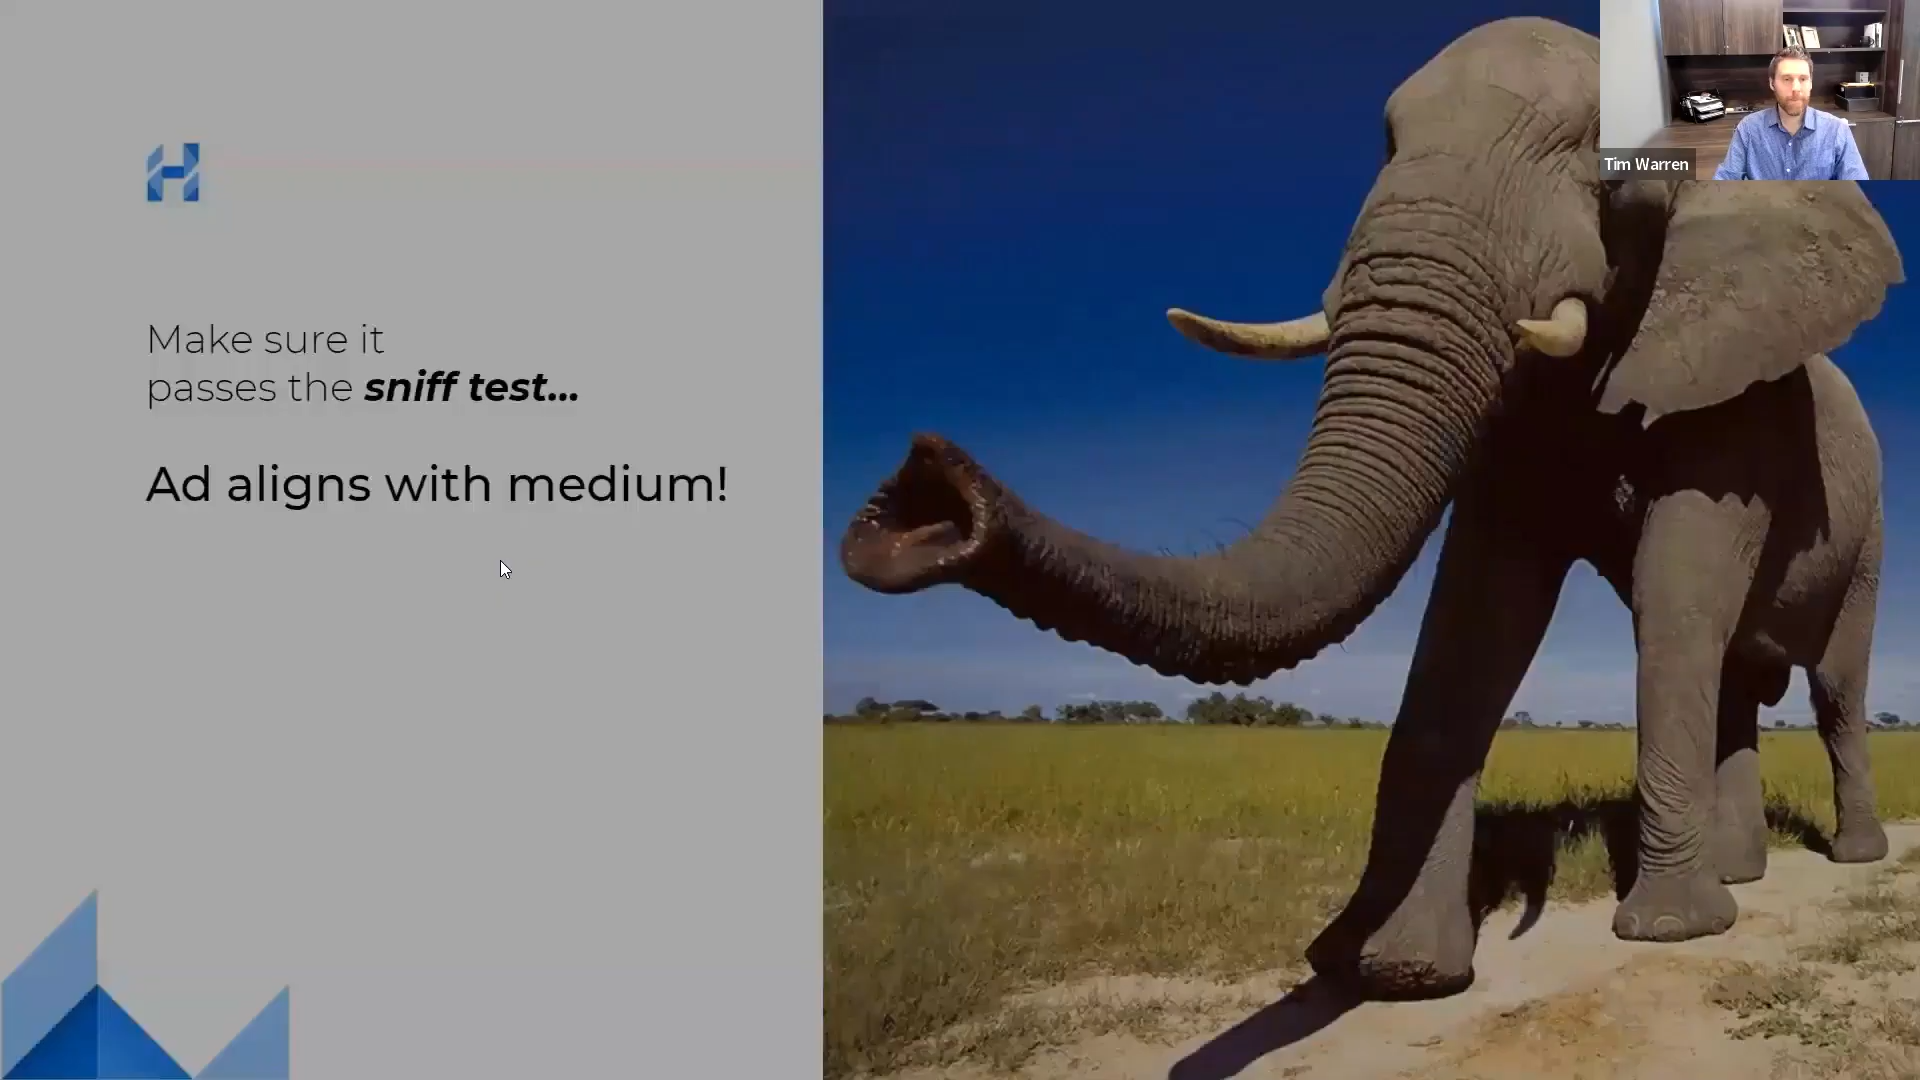 Make sure it
passes the sniff test...
Ad aligns with medium!
Tim Warren